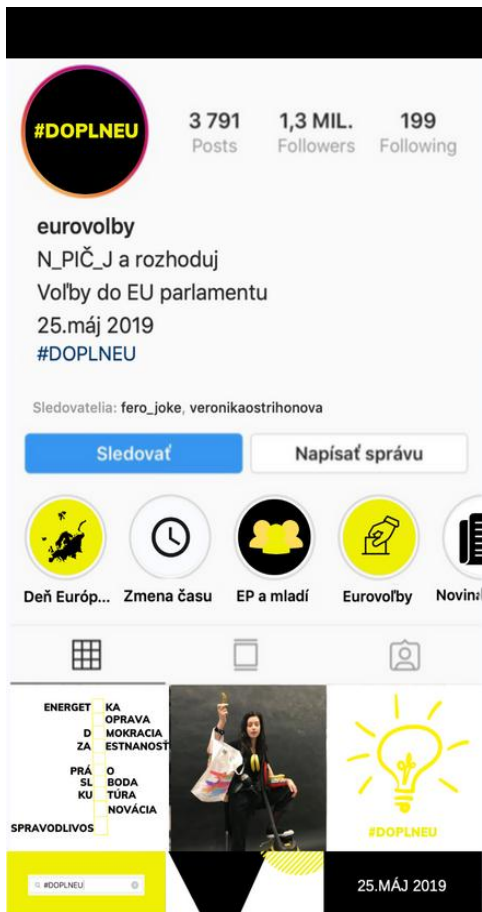 #DOPLNEU
3 791 1,3 MIL. 199
Posts Followers Following
eurovolby
N_PIČ_J a rozhoduj
Voľby do EU parlamentu
25.máj 2019
#DOPLNEU
Sledovatelia: fero_joke, veronikaostrihonova
Sledovať Napísať správu
Deň Európ... Zmena času EP a mladí Eurovoľby Novin
ENERGET KA
OPRAVA
D MOKRACIA
ZA ESTNANOSŤ
PRÁ O
SL BODA
KU TÚRA
NOVÁCIA
SPRAVODLIVOS
#DOPLNEU
#DOPLNEU
25.MÁJ 2019